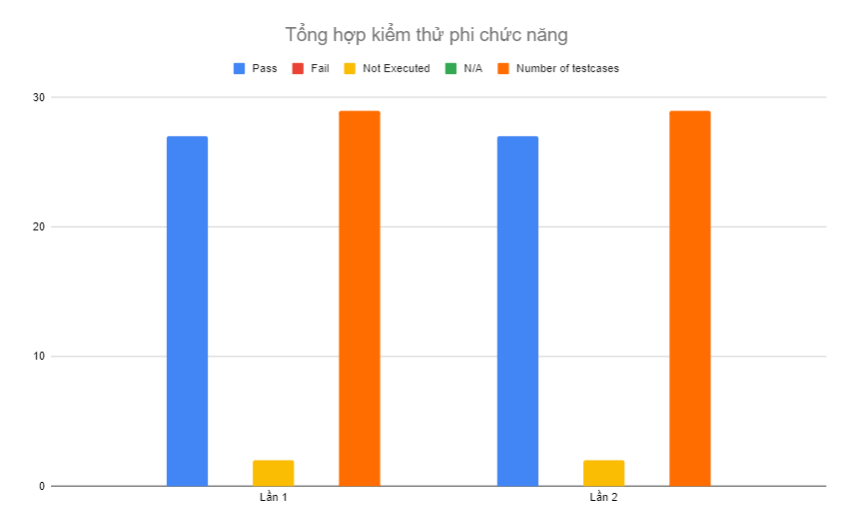 Tổng hợp kiểm thử phi chức năng
Pass Fail Not Executed N/A Number of testcases
30
20
10
0
Lần 1 Lần 2